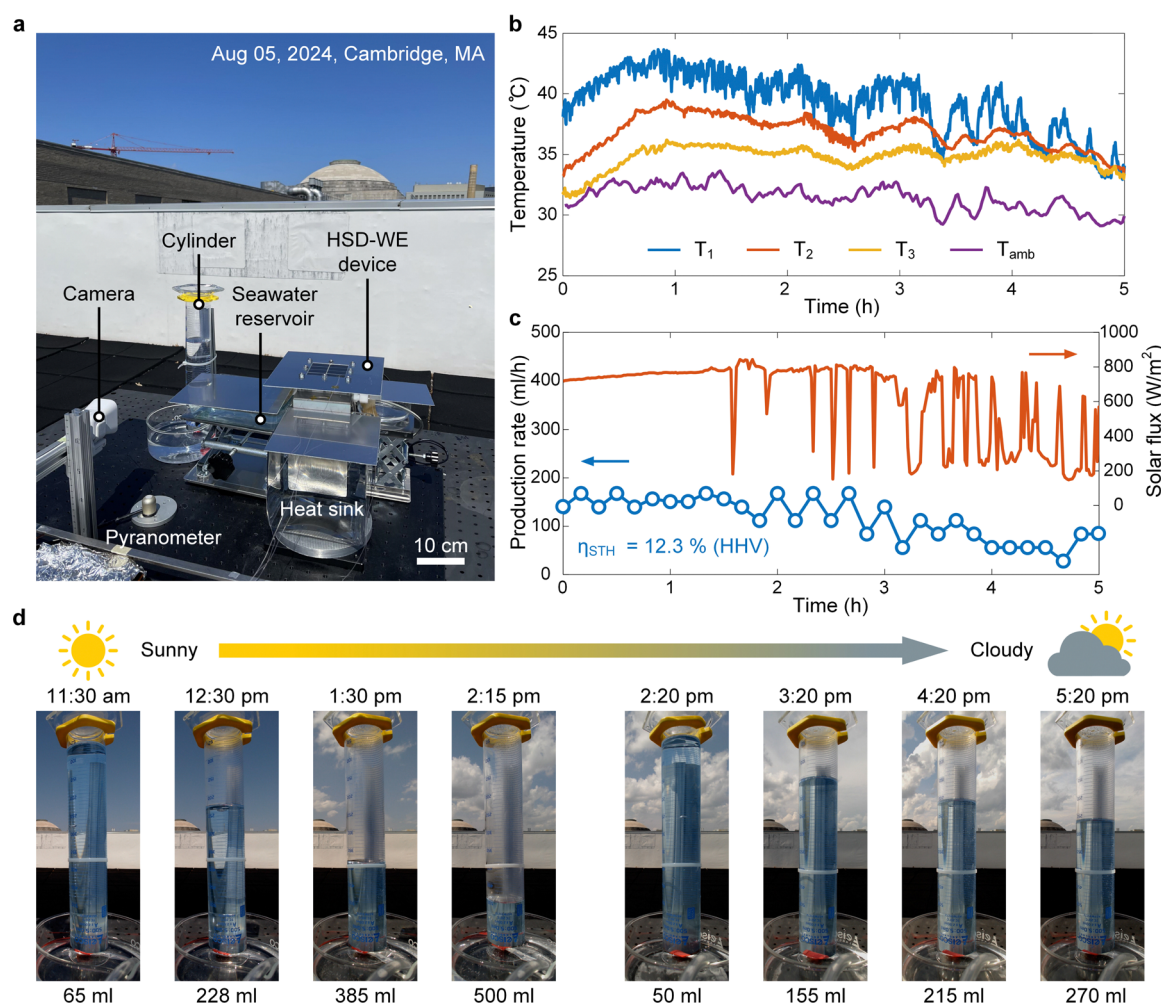 a
Aug 05, 2024, Cambridge, MA
Cylinder
HSD-WE
device
Camera
Seawater
reservoir
Heat sink
Pyranometer
10 cm
b
45
40
35
30
25
Temperature (°C)
T1
T2
T3
Tamb
0
1
2
3
4
5
Time (h)
c
500
400
300
200
100
0
Production rate (ml/h)
1000
800
600
400
200
0
Solar flux (W/m²)
ηSTH = 12.3 % (HHV)
0
1
2
3
4
5
Time (h)
d
Sunny
Cloudy
11:30 am
12:30 pm
1:30 pm
2:15 pm
2:20 pm
3:20 pm
4:20 pm
5:20 pm
65 ml
228 ml
385 ml
500 ml
50 ml
155 ml
215 ml
270 ml